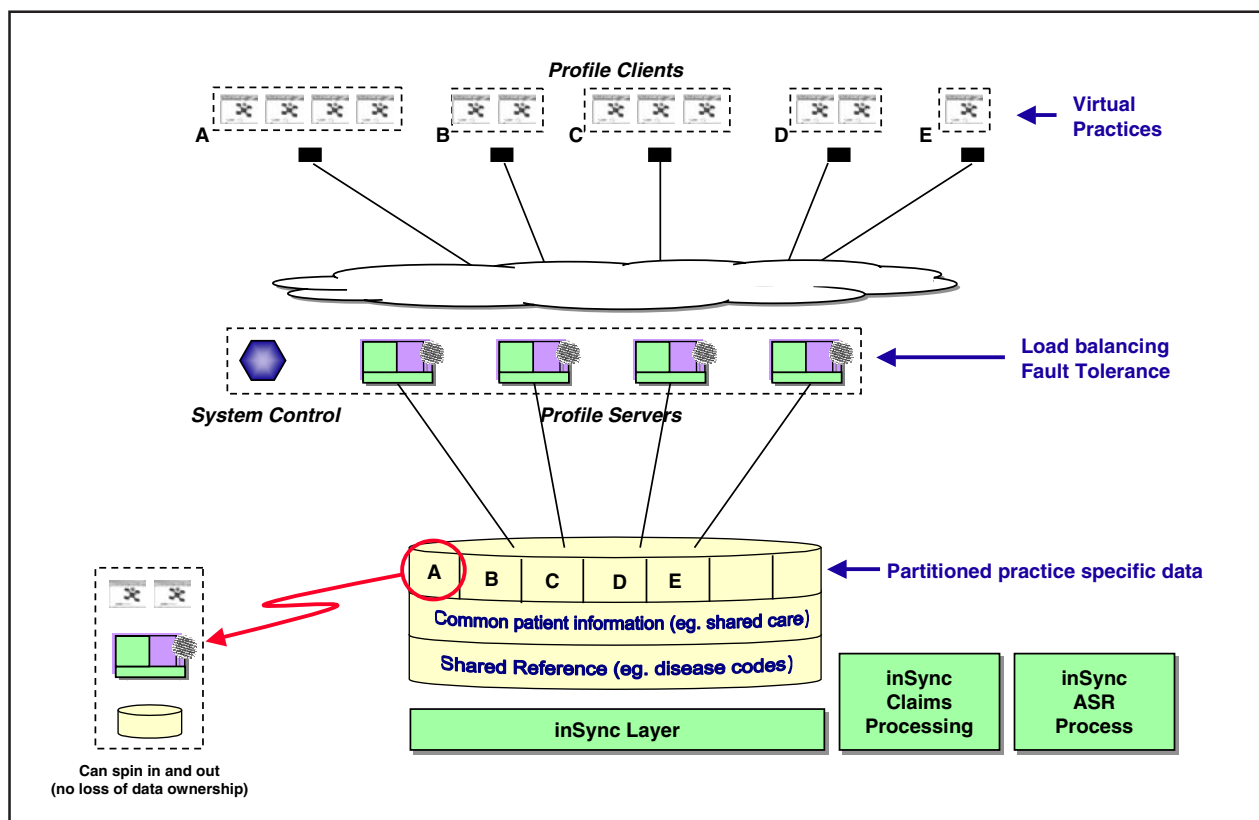 Profile Clients
A
B
C
D
E
Virtual
Practices
Load balancing
Fault Tolerance
System Control
Profile Servers
A
B
C
D
E
Partitioned practice specific data
Common patient information (eg. shared care)
Shared Reference (eg. disease codes)
inSync Layer
inSync
Claims
Processing
inSync
ASR
Process
Can spin in and out
(no loss of data ownership)